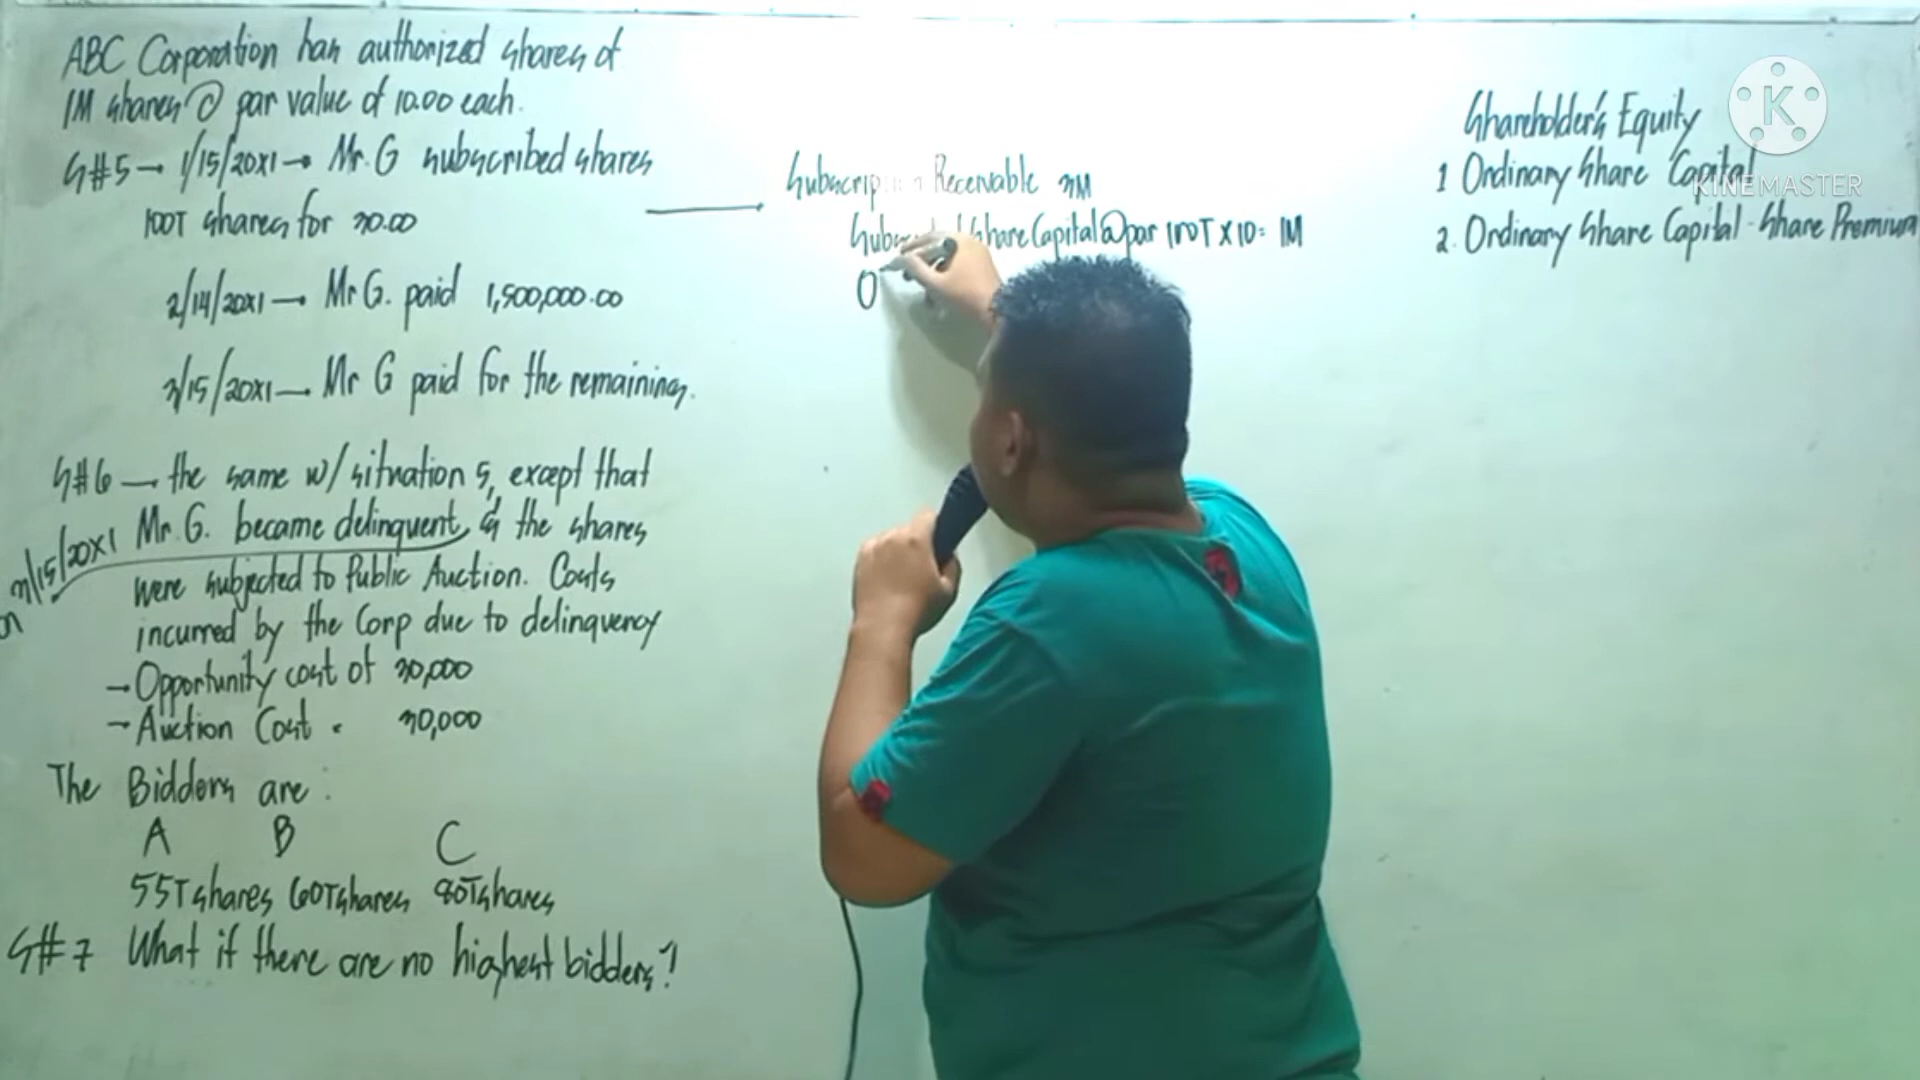 ABC Corporation has authorized shares of
1M shares @ par value of 10.00 each.
S#5 → 1/15/20X1 → Mr. G subscribed shares
100T shares for 30.00
2/14/20X1 → Mr G. paid 1,500,000.00
3/15/20X1 — Mr G paid for the remaining.
S#6 → the same w/ situation 5, except that
on 3/15/20X1 Mr. G. became delinquent, & the shares
were subjected to Public Auction. Costs
incurred by the Corp due to delinquency
- Opportunity cost of 30,000
- Auction Cost - 30,000
The Bidders are :
A B C
55T shares 60T shares 80T shares
S#7 What if there are no highest bidders?
Receivable 3M
Share Capital @ par 100T X 10 = 1M
O
Shareholder's Equity
1 Ordinary Share Capital
2. Ordinary Share Capital - Share Premium
K
KINEMASTER